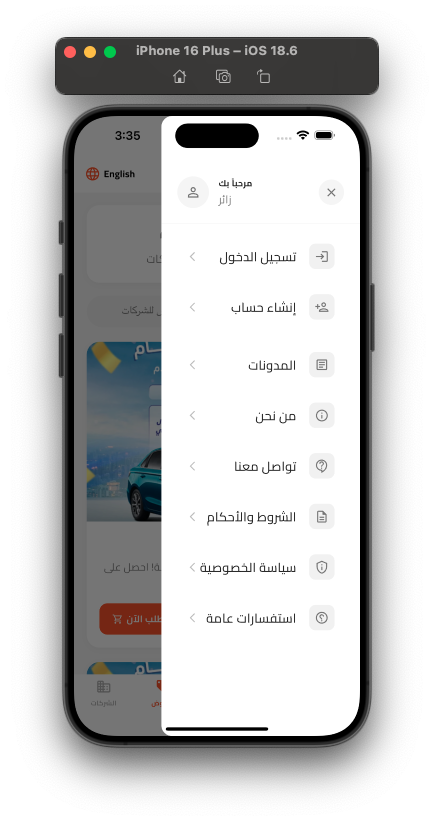 iPhone 16 Plus – iOS 18.6
3:35
English
مرحباً بك
زائر
تسجيل الدخول
إنشاء حساب
المدونات
من نحن
تواصل معنا
الشروط والأحكام
سياسة الخصوصية
استفسارات عامة
للشركات
احصل على
طلب الآن
الشركات